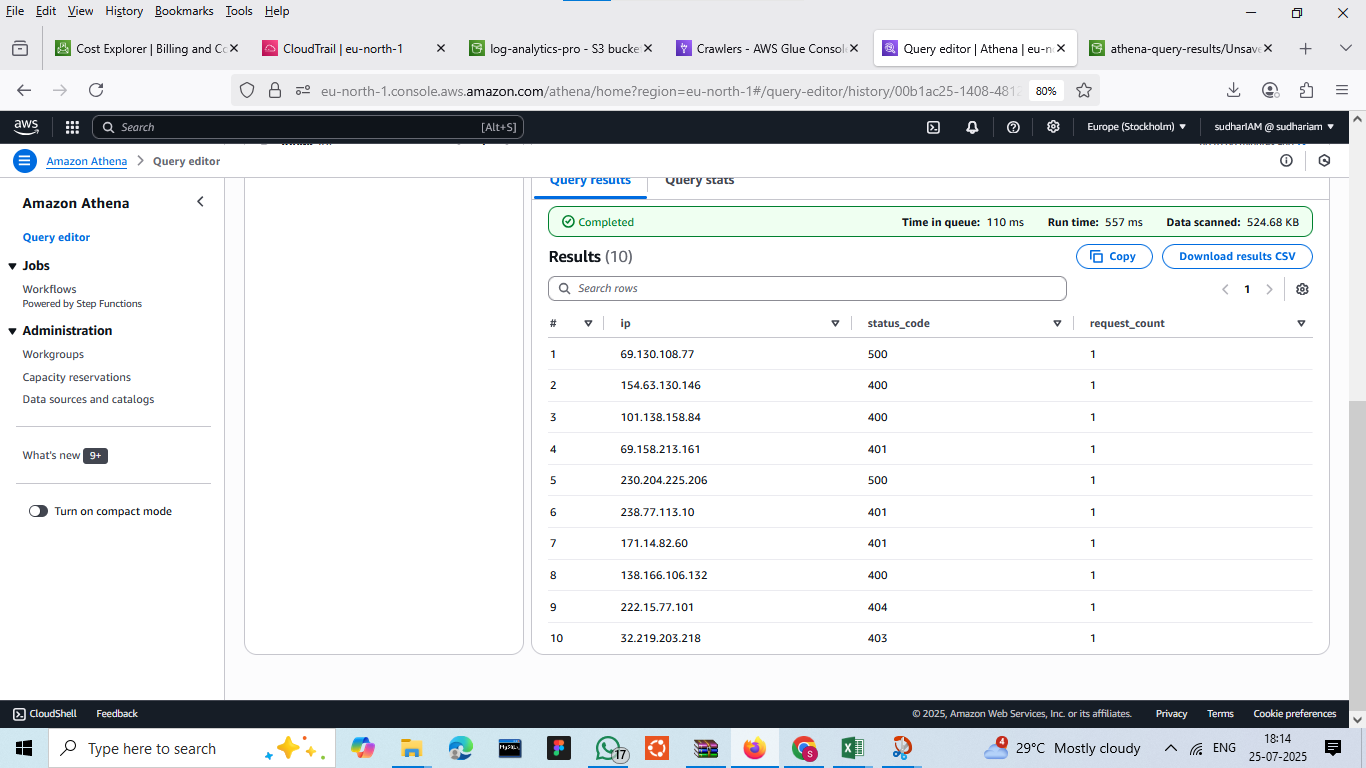 File Edit View History Bookmarks Tools Help
Cost Explorer | Billing and Co
CloudTrail | eu-north-1
log-analytics-pro - S3 bucket
Crawlers - AWS Glue Console
Query editor | Athena | eu-no
athena-query-results/Unsave
eu-north-1.console.aws.amazon.com/athena/home?region=eu-north-1#/query-editor/history/00b1ac25-1408-481 80%
aws Search [Alt+S] Europe (Stockholm) sudharIAM @ sudhariam
Amazon Athena Query editor
Amazon Athena
Query editor
Jobs
Workflows
Powered by Step Functions
Administration
Workgroups
Capacity reservations
Data sources and catalogs
What's new 9+
Turn on compact mode
Query results Query stats
Completed Time in queue: 110 ms Run time: 557 ms Data scanned: 524.68 KB
Results (10) Copy Download results CSV
Search rows 1
# ip status_code request_count
1 69.130.108.77 500 1
2 154.63.130.146 400 1
3 101.138.158.84 400 1
4 69.158.213.161 401 1
5 230.204.225.206 500 1
6 238.77.113.10 401 1
7 171.14.82.60 401 1
8 138.166.106.132 400 1
9 222.15.77.101 404 1
10 32.219.203.218 403 1
CloudShell Feedback © 2025, Amazon Web Services, Inc. or its affiliates. Privacy Terms Cookie preferences
Type here to search MySQL 17 S 4 29°C Mostly cloudy ENG 18:14
25-07-2025